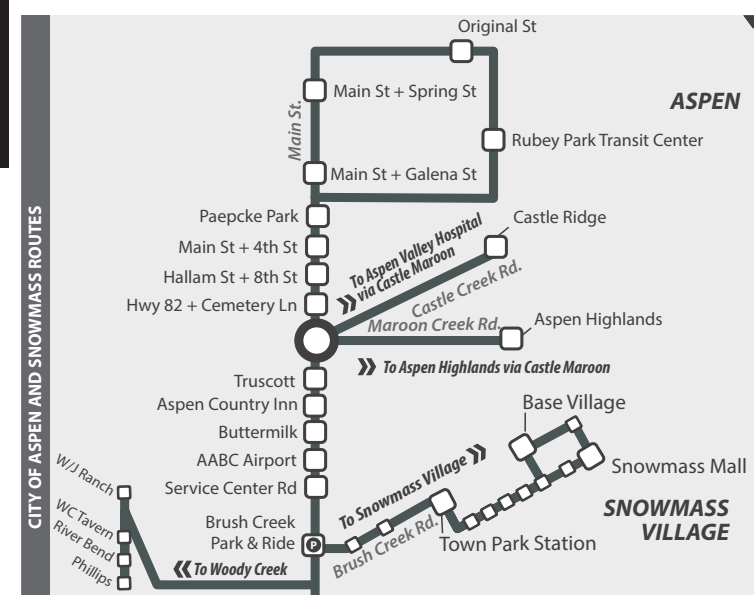 CITY OF ASPEN AND SNOWMASS ROUTES
Original St
ASPEN
Main St.
Main St + Spring St
Rubey Park Transit Center
Main St + Galena St
Paepcke Park
Main St + 4th St
Hallam St + 8th St
Hwy 82 + Cemetery Ln
To Aspen Valley Hospital
via Castle Maroon
Castle Ridge
Castle Creek Rd.
Maroon Creek Rd.
Aspen Highlands
To Aspen Highlands via Castle Maroon
Truscott
Aspen Country Inn
Buttermilk
AABC Airport
Service Center Rd
Brush Creek
Park & Ride
P
To Snowmass Village
Brush Creek Rd.
Base Village
Snowmass Mall
SNOWMASS
VILLAGE
Town Park Station
W/J Ranch
WC Tavern
River Bend
Phillips
To Woody Creek